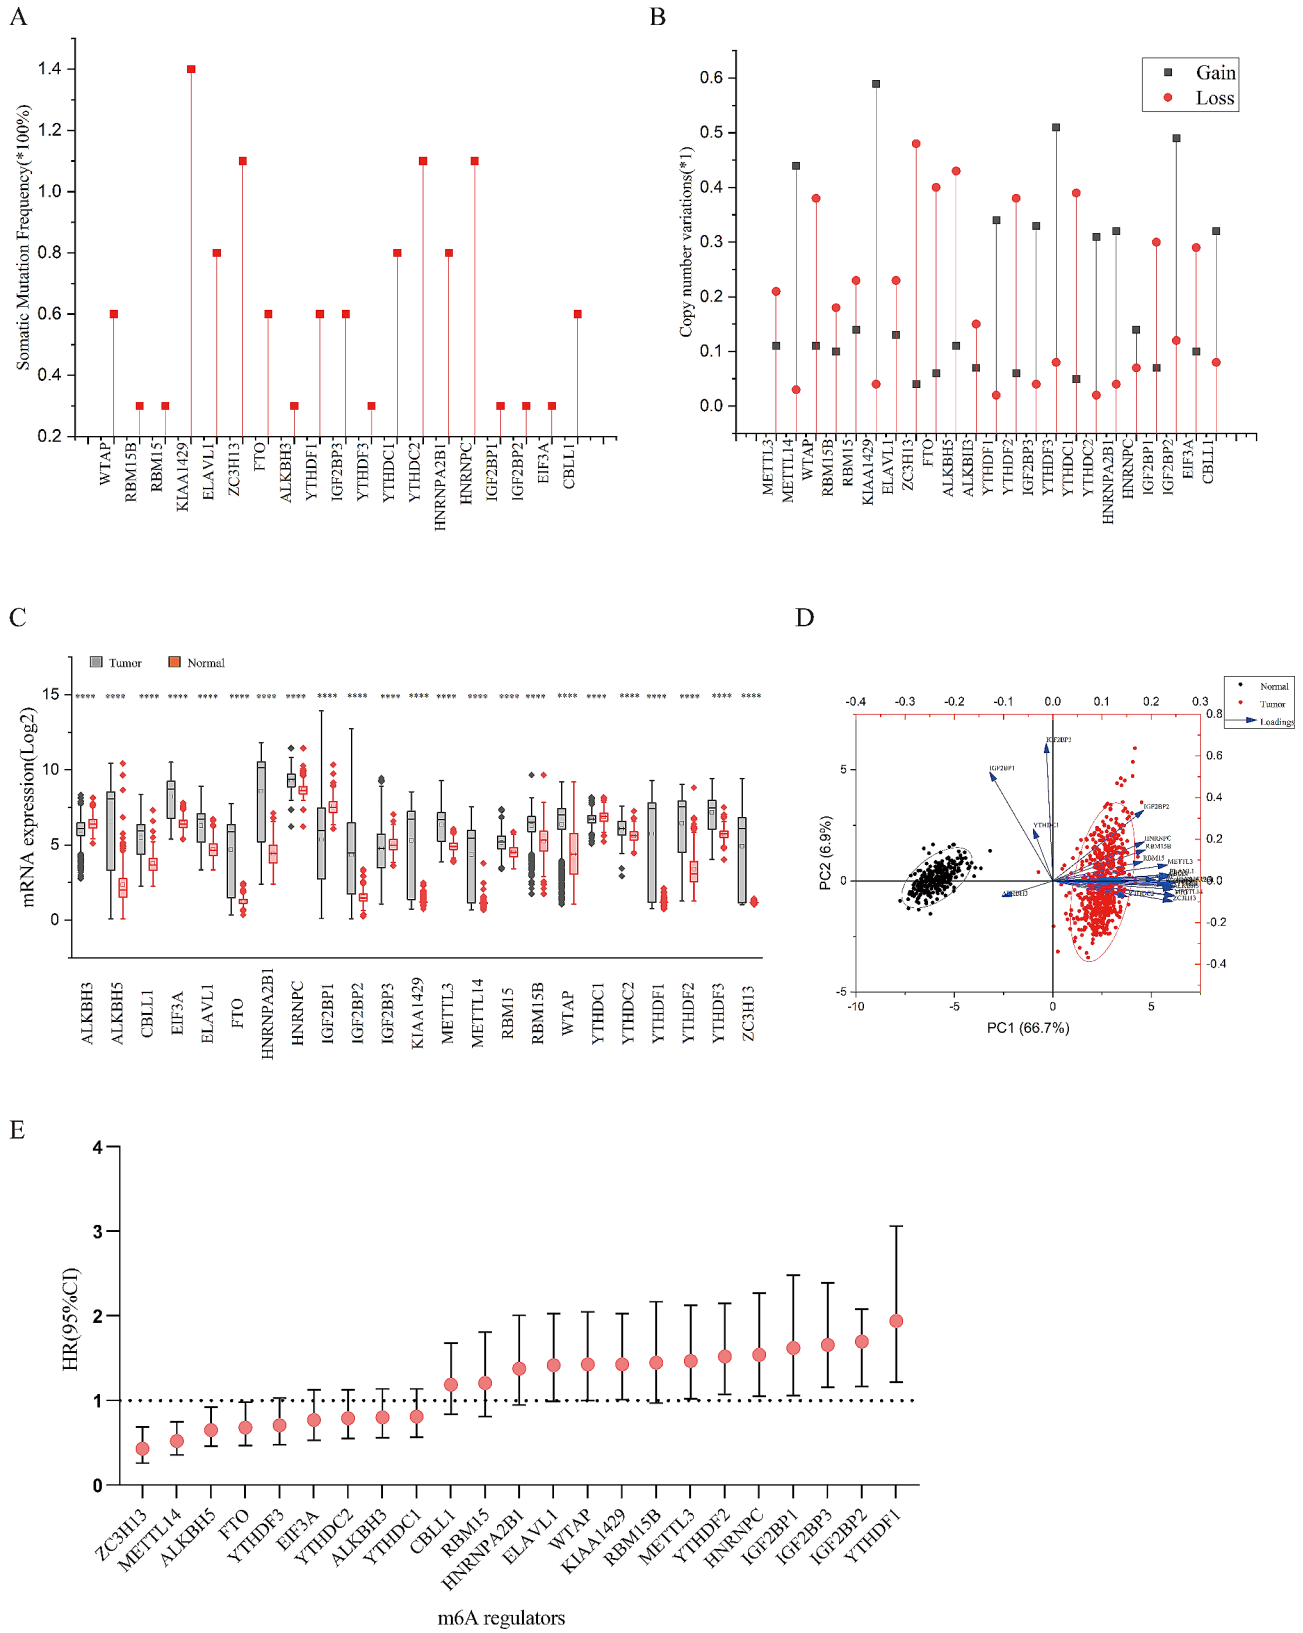 A
B
Somatic Mutation Frequency(*100%)
1.4
1.2
1.0
0.8
0.6
0.4
0.2
WTAP
RBM15B
RBM15
KIAA1429
ELAVL1
ZC3H13
FTO
ALKBH3
YTHDF1
IGF2BP3
YTHDF3
YTHDC1
YTHDC2
HNRNPA2B1
HNRNPC
IGF2BP1
IGF2BP2
EIF3A
CBLL1
Copy number variations(*1)
0.6
0.5
0.4
0.3
0.2
0.1
0.0
Gain
Loss
METTL3
METTL14
WTAP
RBM15B
RBM15
KIAA1429
ELAVL1
ZC3H13
FTO
ALKBH5
ALKBH3
YTHDF1
YTHDF2
IGF2BP3
YTHDF3
YTHDC1
YTHDC2
HNRNPA2B1
HNRNPC
IGF2BP1
IGF2BP2
EIF3A
CBLL1
C
D
mRNA expression(Log2)
Tumor
Normal
15
10
5
0
**** **** **** **** **** **** **** **** **** **** **** **** **** **** **** **** **** **** **** **** **** **** ****
ALKBH3
ALKBH5
CBLL1
EIF3A
ELAVL1
FTO
HNRNPA2B1
HNRNPC
IGF2BP1
IGF2BP2
IGF2BP3
KIAA1429
METTL3
METTL14
RBM15
RBM15B
WTAP
YTHDC1
YTHDC2
YTHDF1
YTHDF2
YTHDF3
ZC3H13
Normal
Tumor
Loadings
-0.4 -0.3 -0.2 -0.1 0.0 0.1 0.2 0.3
0.8
0.6
0.4
0.2
0.0
-0.2
-0.4
PC2 (6.9%)
5
0
-5
-10 -5 0 5
PC1 (66.7%)
IGF2BP3
IGF2BP1
IGF2BP2
YTHDC1
HNRNPC
RBM15B
RBM15
METTL3
ZC3H13
E
HR(95%CI)
4
3
2
1
0
ZC3H13
METTL14
ALKBH5
FTO
YTHDF3
EIF3A
YTHDC2
ALKBH3
YTHDC1
CBLL1
RBM15
HNRNPA2B1
ELAVL1
WTAP
KIAA1429
RBM15B
METTL3
YTHDF2
HNRNPC
IGF2BP1
IGF2BP3
IGF2BP2
YTHDF1
m6A regulators